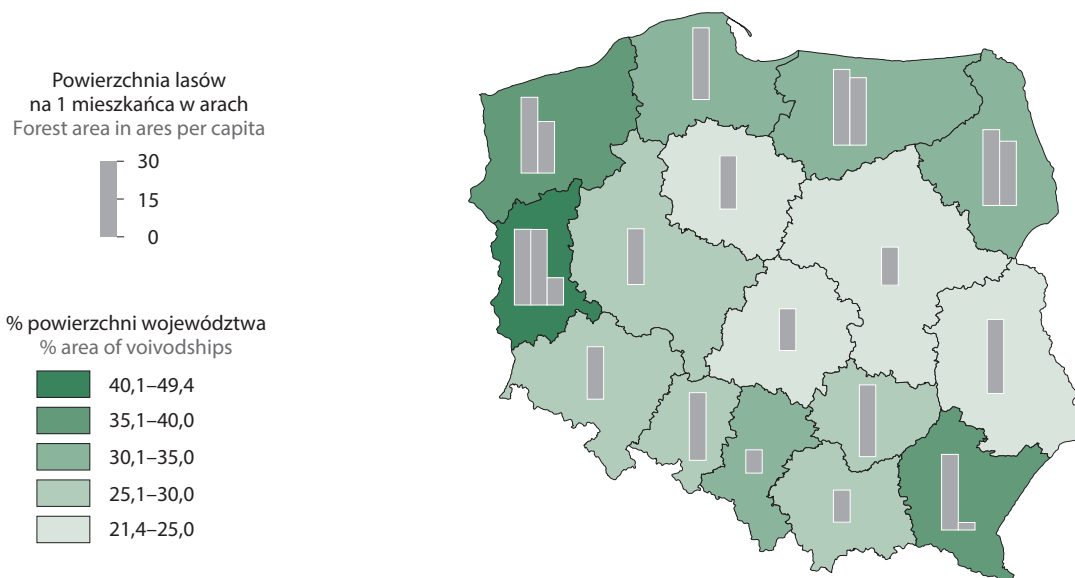 Powierzchnia lasów
na 1 mieszkańca w arach
Forest area in ares per capita
30
15
0
% powierzchni województwa
% area of voivodships
40,1–49,4
35,1–40,0
30,1–35,0
25,1–30,0
21,4–25,0